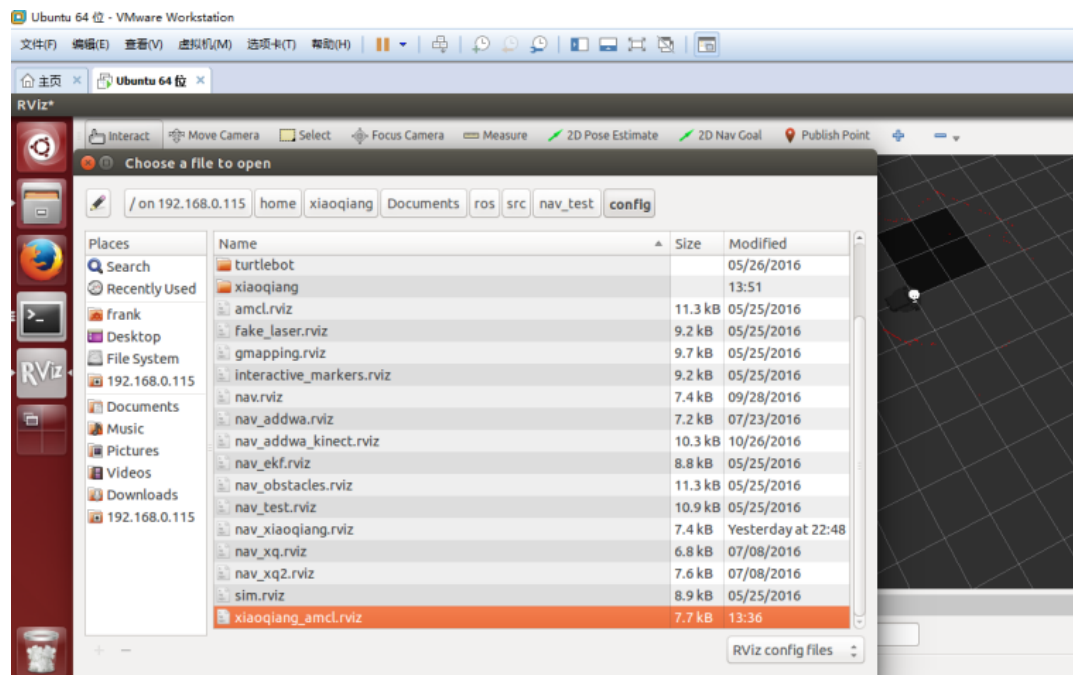 Ubuntu 64 位 - VMware Workstation
文件(F) 编辑(E) 查看(V) 虚拟机(M) 选项卡(T) 帮助(H)
主页 × Ubuntu 64 位 ×
RViz*
Interact Move Camera Select Focus Camera Measure 2D Pose Estimate 2D Nav Goal Publish Point
Choose a file to open
/ on 192.168.0.115 home xiaoqiang Documents ros src nav_test config
Places Name Size Modified
Search turtlebot 05/26/2016
Recently Used xiaoqiang 13:51
frank amcl.rviz 11.3 kB 05/25/2016
Desktop fake_laser.rviz 9.2 kB 05/25/2016
File System gmapping.rviz 9.7 kB 05/25/2016
RViz 192.168.0.115 interactive_markers.rviz 9.2 kB 05/25/2016
nav.rviz 7.4 kB 09/28/2016
Documents nav_addwa.rviz 7.2 kB 07/23/2016
Music nav_addwa_kinect.rviz 10.3 kB 10/26/2016
Pictures nav_ekf.rviz 8.8 kB 05/25/2016
Videos nav_obstacles.rviz 11.3 kB 05/25/2016
Downloads nav_test.rviz 10.9 kB 05/25/2016
192.168.0.115 nav_xiaoqiang.rviz 7.4 kB Yesterday at 22:48
nav_xq.rviz 6.8 kB 07/08/2016
nav_xq2.rviz 7.6 kB 07/08/2016
sim.rviz 8.9 kB 05/25/2016
xiaoqiang_amcl.rviz 7.7 kB 13:36
RViz config files